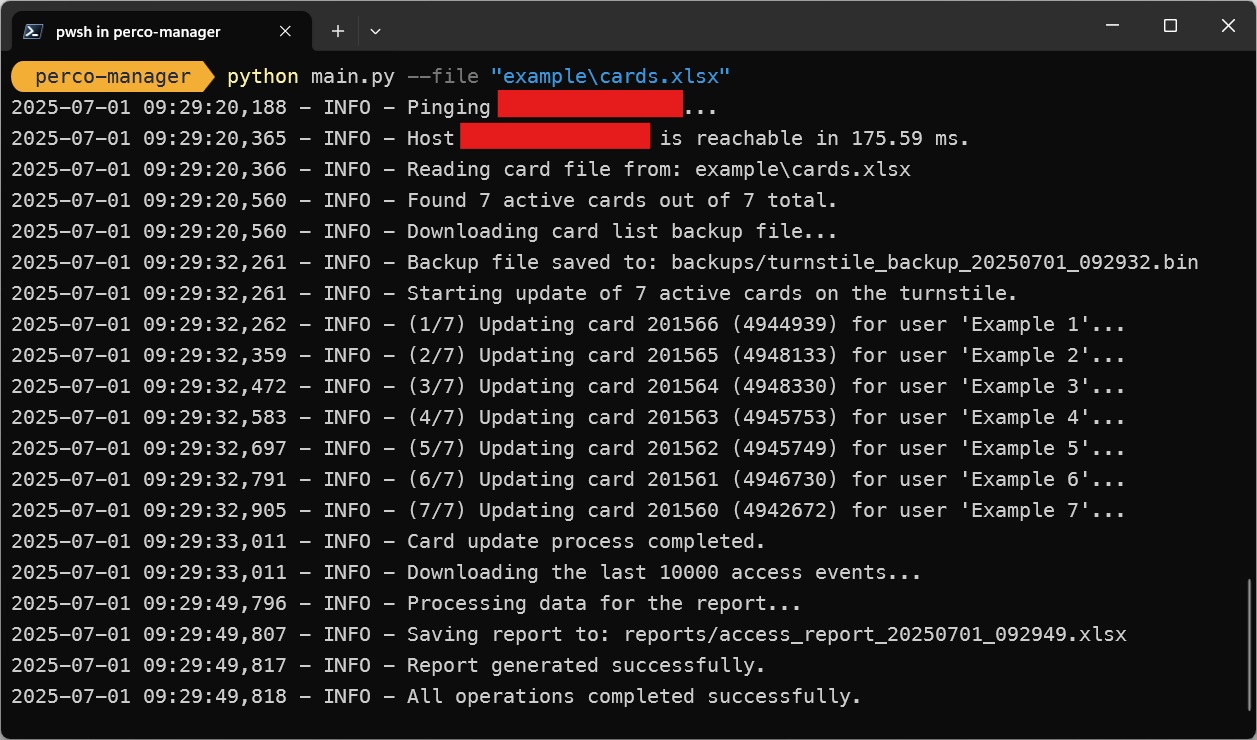 pwsh in perco-manager
perco-manager python main.py --file "example\cards.xlsx"
2025-07-01 09:29:20,188 - INFO - Pinging ...
2025-07-01 09:29:20,365 - INFO - Host is reachable in 175.59 ms.
2025-07-01 09:29:20,366 - INFO - Reading card file from: example\cards.xlsx
2025-07-01 09:29:20,560 - INFO - Found 7 active cards out of 7 total.
2025-07-01 09:29:20,560 - INFO - Downloading card list backup file...
2025-07-01 09:29:32,261 - INFO - Backup file saved to: backups/turnstile_backup_20250701_092932.bin
2025-07-01 09:29:32,261 - INFO - Starting update of 7 active cards on the turnstile.
2025-07-01 09:29:32,262 - INFO - (1/7) Updating card 201566 (4944939) for user 'Example 1'...
2025-07-01 09:29:32,359 - INFO - (2/7) Updating card 201565 (4948133) for user 'Example 2'...
2025-07-01 09:29:32,472 - INFO - (3/7) Updating card 201564 (4948330) for user 'Example 3'...
2025-07-01 09:29:32,583 - INFO - (4/7) Updating card 201563 (4945753) for user 'Example 4'...
2025-07-01 09:29:32,697 - INFO - (5/7) Updating card 201562 (4945749) for user 'Example 5'...
2025-07-01 09:29:32,791 - INFO - (6/7) Updating card 201561 (4946730) for user 'Example 6'...
2025-07-01 09:29:32,905 - INFO - (7/7) Updating card 201560 (4942672) for user 'Example 7'...
2025-07-01 09:29:33,011 - INFO - Card update process completed.
2025-07-01 09:29:33,011 - INFO - Downloading the last 10000 access events...
2025-07-01 09:29:49,796 - INFO - Processing data for the report...
2025-07-01 09:29:49,807 - INFO - Saving report to: reports/access_report_20250701_092949.xlsx
2025-07-01 09:29:49,817 - INFO - Report generated successfully.
2025-07-01 09:29:49,818 - INFO - All operations completed successfully.